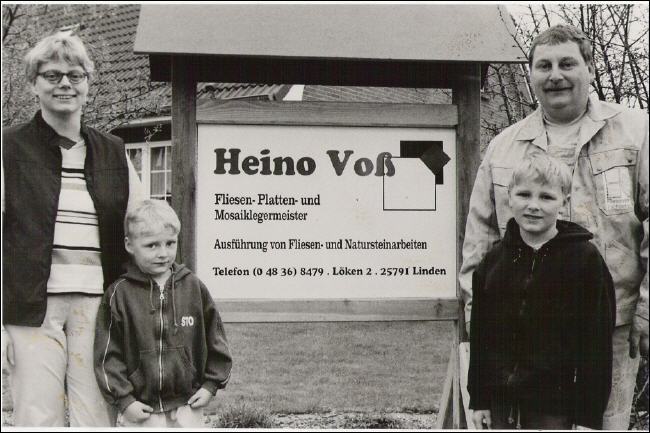 Heino Voß
Fliesen- Platten- und
Mosaiklegermeister
Ausführung von Fliesen- und Natursteinarbeiten
Telefon (0 48 36) 8479 . Löken 2 . 25791 Linden
STO